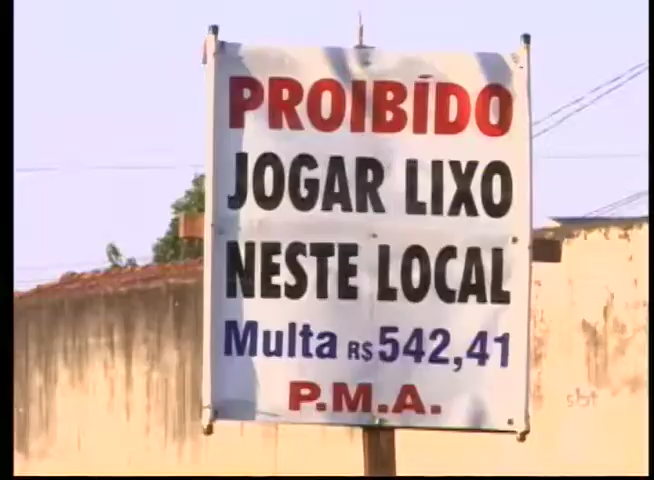 PROIBIDO
JOGAR LIXO
NESTE LOCAL
Multa R$ 542,41
P.M.A.
sbt